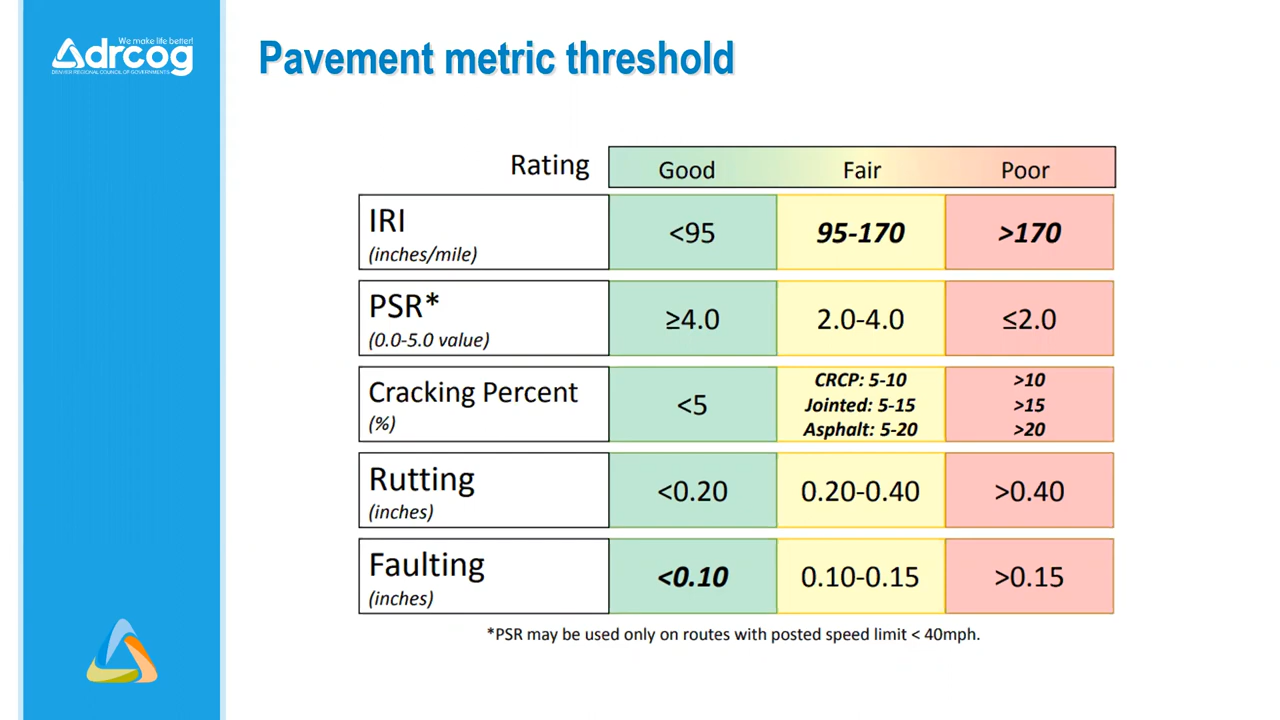 We make life better!
drcog
DENVER REGIONAL COUNCIL OF GOVERNMENTS
Pavement metric threshold
Rating Good Fair Poor
IRI
(inches/mile)
<95 95-170 >170
PSR*
(0.0-5.0 value)
≥4.0 2.0-4.0 ≤2.0
Cracking Percent
(%)
<5
CRCP: 5-10 >10
Jointed: 5-15 >15
Asphalt: 5-20 >20
Rutting
(inches)
<0.20 0.20-0.40 >0.40
Faulting
(inches)
<0.10 0.10-0.15 >0.15
*PSR may be used only on routes with posted speed limit < 40mph.